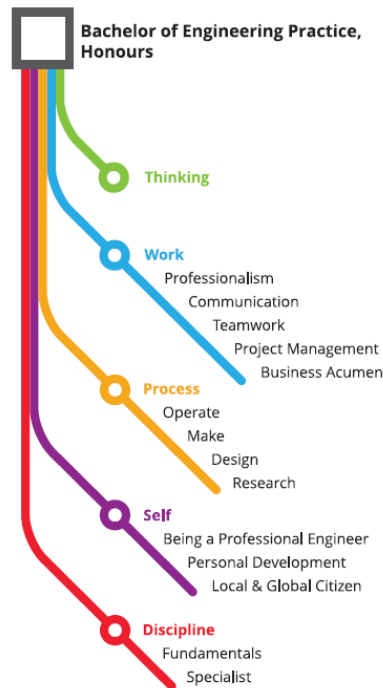 Bachelor of Engineering Practice,
Honours
Thinking
Work
Professionalism
Communication
Teamwork
Project Management
Business Acumen
Process
Operate
Make
Design
Research
Self
Being a Professional Engineer
Personal Development
Local & Global Citizen
Discipline
Fundamentals
Specialist